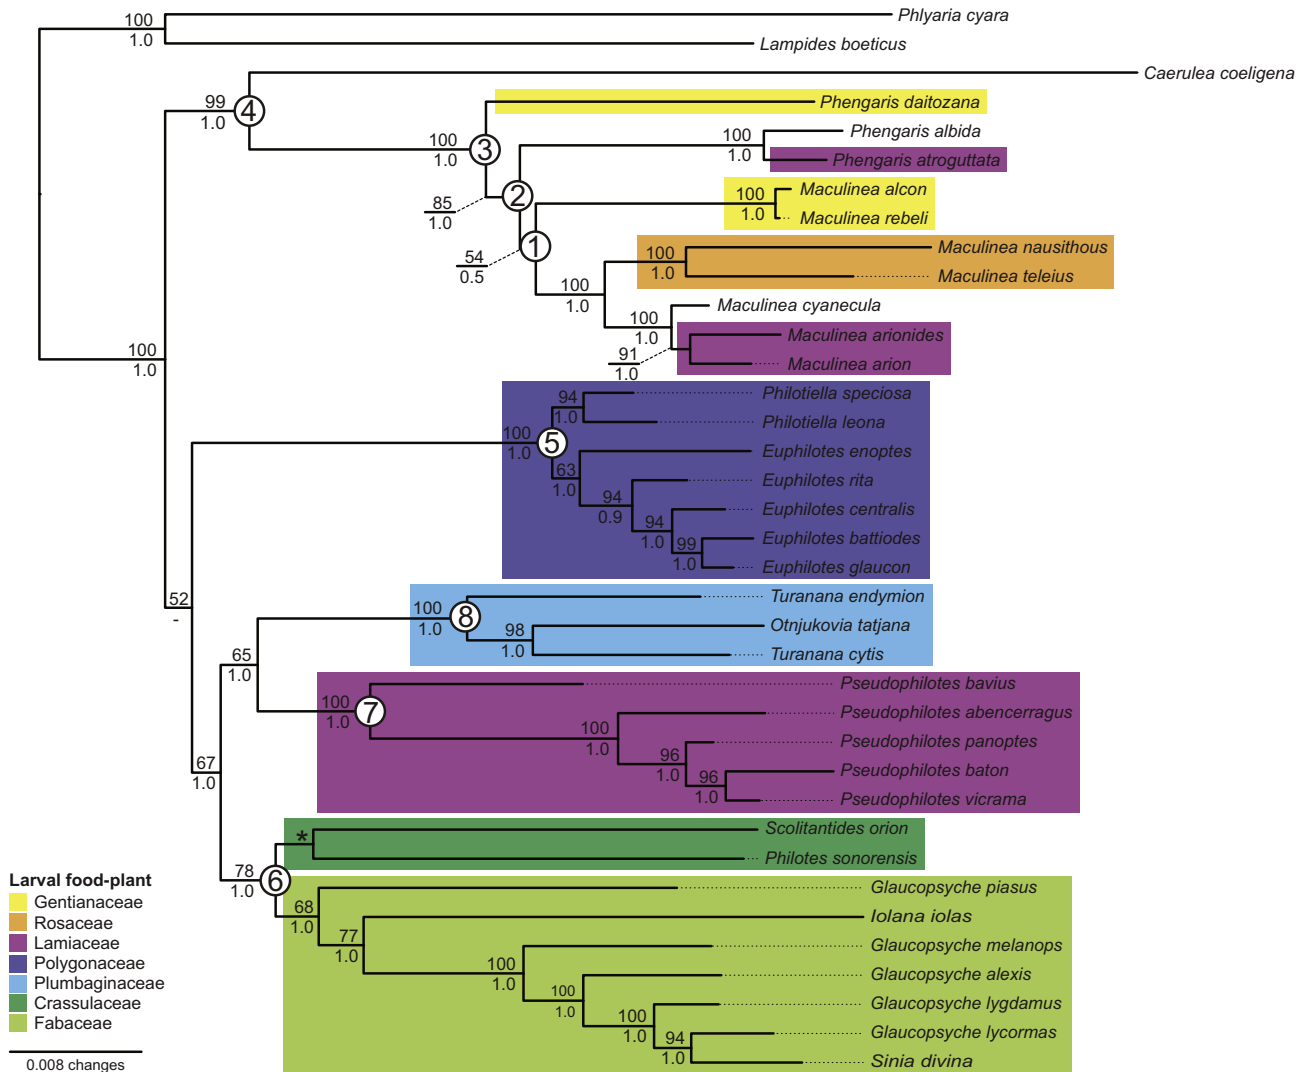 100
1.0
Phlyaria cyara
Lampides boeticus
Caerulea coeligena
99
1.0
4
Phengaris daitozana
100
1.0
3
100
1.0
Phengaris albida
Phengaris atroguttata
85
1.0
2
100
1.0
Maculinea alcon
Maculinea rebeli
54
0.5
1
100
1.0
Maculinea nausithous
Maculinea teleius
100
1.0
Maculinea cyanecula
100
1.0
91
1.0
Maculinea arionides
Maculinea arion
100
1.0
Philotiella speciosa
94
1.0
Philotiella leona
100
1.0
5
Euphilotes enoptes
63
1.0
Euphilotes rita
94
0.9
Euphilotes centralis
94
1.0
Euphilotes battiodes
99
1.0
Euphilotes glaucon
52
-
Turanana endymion
100
1.0
8
Otnjukovia tatjana
98
1.0
Turanana cytis
65
1.0
Pseudophilotes bavius
100
1.0
7
Pseudophilotes abencerragus
100
1.0
Pseudophilotes panoptes
96
1.0
Pseudophilotes baton
96
1.0
Pseudophilotes vicrama
67
1.0
Scolitantides orion
*
Philotes sonorensis
78
1.0
6
Glaucopsyche piasus
68
1.0
Iolana iolas
77
1.0
Glaucopsyche melanops
100
1.0
Glaucopsyche alexis
100
1.0
Glaucopsyche lygdamus
100
1.0
Glaucopsyche lycormas
94
1.0
Sinia divina
Larval food-plant
Gentianaceae
Rosaceae
Lamiaceae
Polygonaceae
Plumbaginaceae
Crassulaceae
Fabaceae
0.008 changes